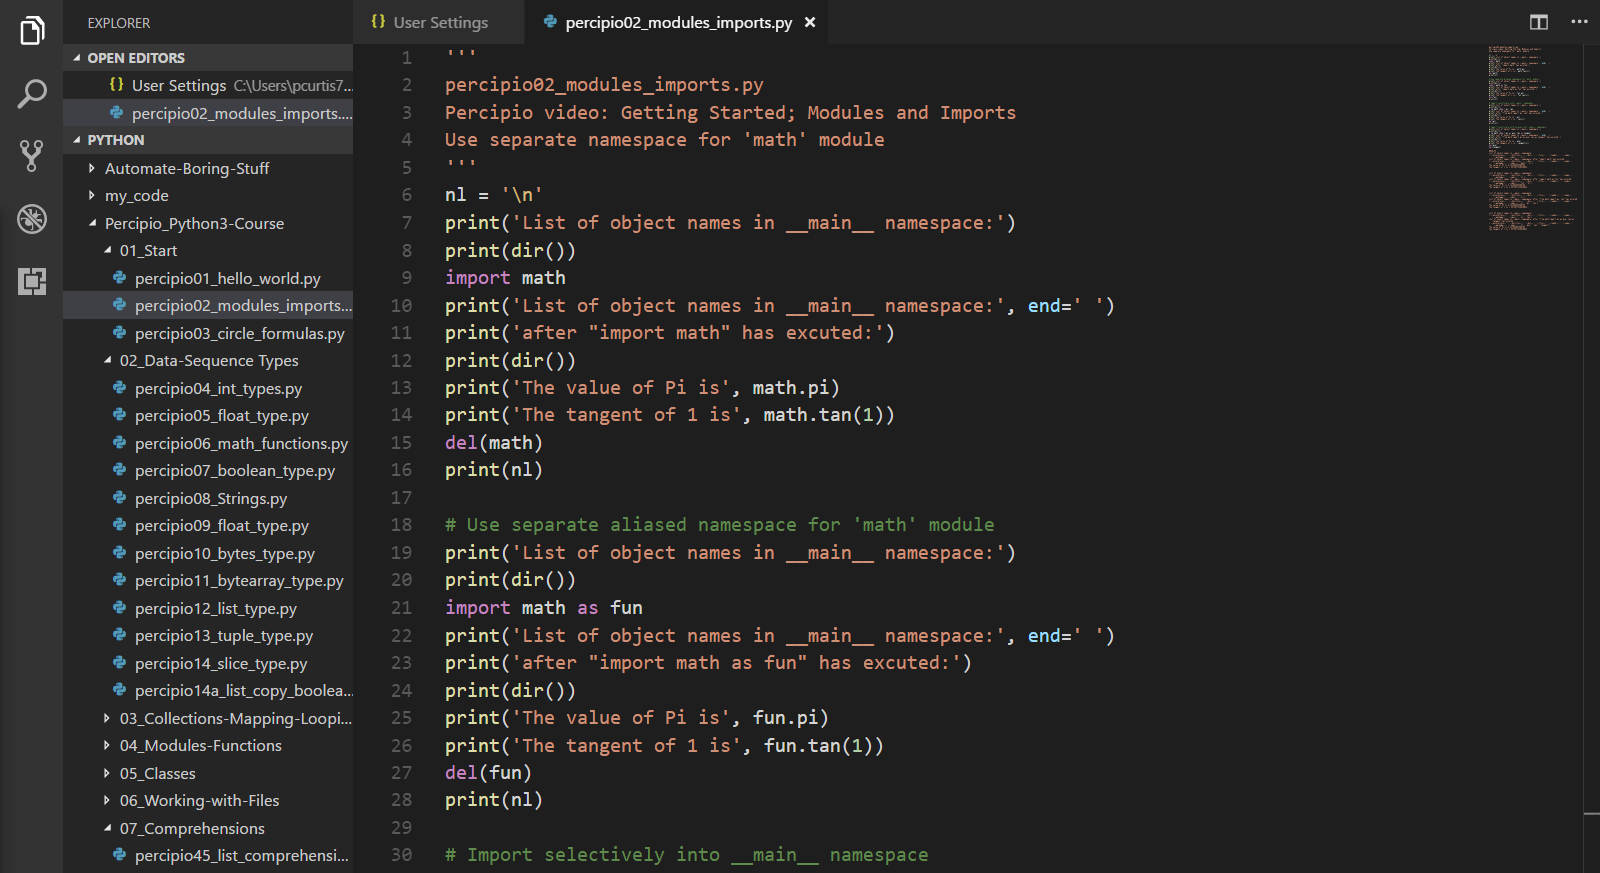 EXPLORER
OPEN EDITORS
{} User Settings C:\Users\pcurtis7...
percipio02_modules_imports....
PYTHON
Automate-Boring-Stuff
my_code
Percipio_Python3-Course
01_Start
percipio01_hello_world.py
percipio02_modules_imports...
percipio03_circle_formulas.py
02_Data-Sequence Types
percipio04_int_types.py
percipio05_float_type.py
percipio06_math_functions.py
percipio07_boolean_type.py
percipio08_Strings.py
percipio09_float_type.py
percipio10_bytes_type.py
percipio11_bytearray_type.py
percipio12_list_type.py
percipio13_tuple_type.py
percipio14_slice_type.py
percipio14a_list_copy_boolea...
03_Collections-Mapping-Loopi...
04_Modules-Functions
05_Classes
06_Working-with-Files
07_Comprehensions
percipio45_list_comprehensi...
{} User Settings
percipio02_modules_imports.py ×
1 '''
2 percipio02_modules_imports.py
3 Percipio video: Getting Started; Modules and Imports
4 Use separate namespace for 'math' module
5 '''
6 nl = '\n'
7 print('List of object names in __main__ namespace:')
8 print(dir())
9 import math
10 print('List of object names in __main__ namespace:', end=' ')
11 print('after "import math" has excuted:')
12 print(dir())
13 print('The value of Pi is', math.pi)
14 print('The tangent of 1 is', math.tan(1))
15 del(math)
16 print(nl)
17
18 # Use separate aliased namespace for 'math' module
19 print('List of object names in __main__ namespace:')
20 print(dir())
21 import math as fun
22 print('List of object names in __main__ namespace:', end=' ')
23 print('after "import math as fun" has excuted:')
24 print(dir())
25 print('The value of Pi is', fun.pi)
26 print('The tangent of 1 is', fun.tan(1))
27 del(fun)
28 print(nl)
29
30 # Import selectively into __main__ namespace